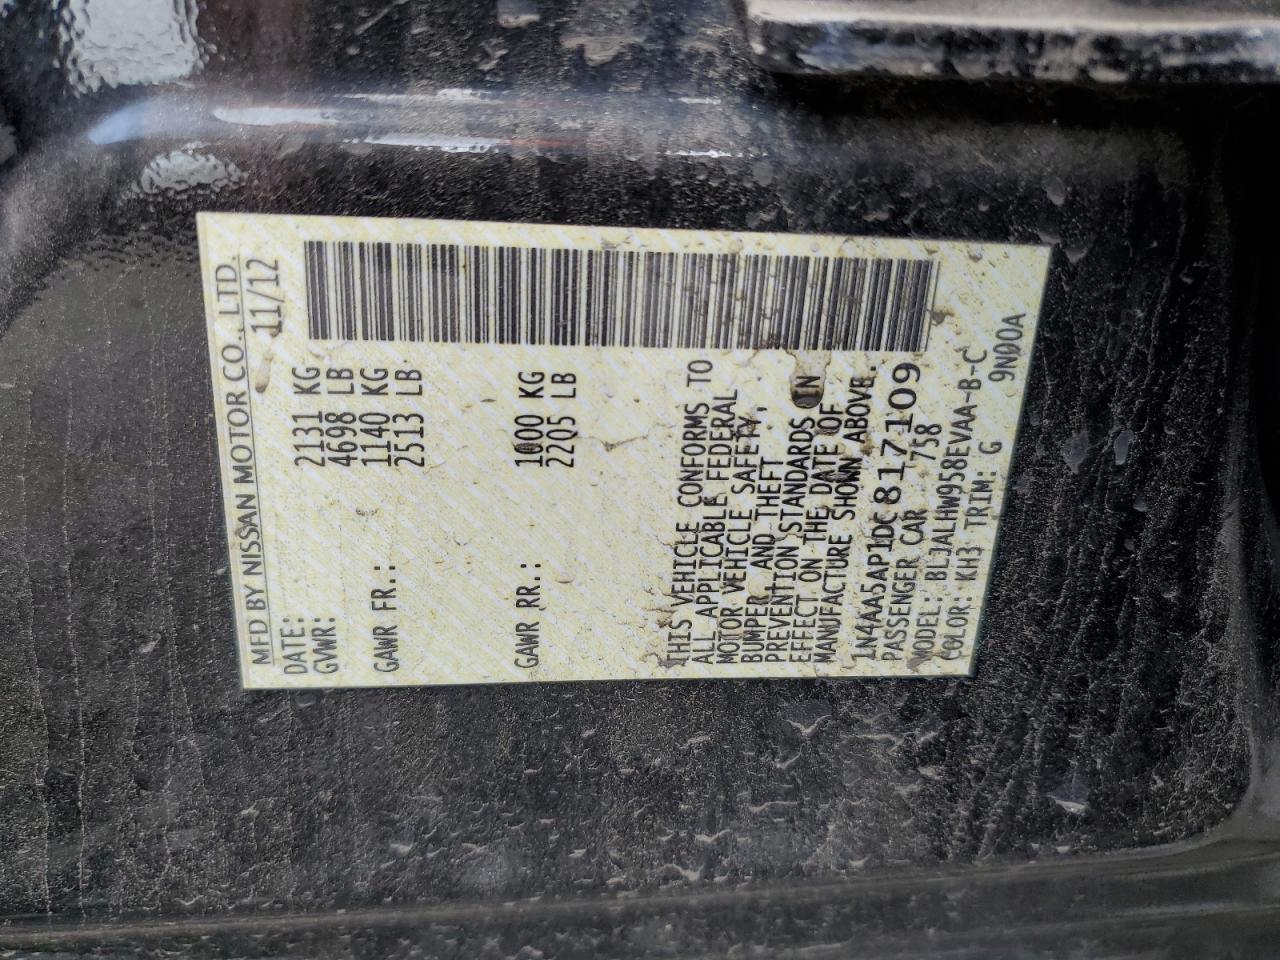 MFD BY NISSAN MOTOR CO., LTD.
DATE: 11/12
GVWR: 2131 KG
4698 LB
GAWR FR.: 1140 KG
2513 LB.
GAWR RR.: 1000 KG
2205 LB
THIS VEHICLE CONFORMS TO
ALL APPLICABLE FEDERAL
MOTOR VEHICLE SAFETY,
BUMPER, AND THEFT
PREVENTION STANDARDS IN
EFFECT ON THE DATE OF
MANUFACTURE SHOWN ABOVE.
1N4AA5AP1DC817109
PASSENGER CAR 758
MODEL: BLJALHW958EVAA-B-C
COLOR: KH3 TRIM: G 9N00A